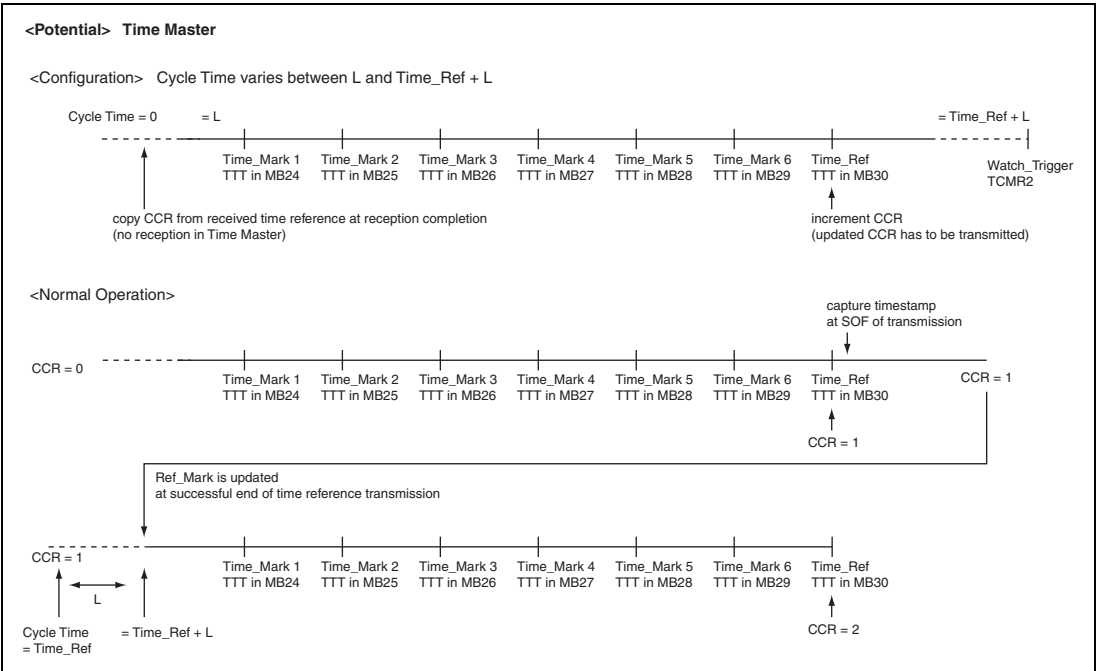 <Potential> Time Master
<Configuration> Cycle Time varies between L and Time_Ref + L
Cycle Time = 0 = L = Time_Ref + L
Time_Mark 1 Time_Mark 2 Time_Mark 3 Time_Mark 4 Time_Mark 5 Time_Mark 6 Time_Ref
TTT in MB24 TTT in MB25 TTT in MB26 TTT in MB27 TTT in MB28 TTT in MB29 TTT in MB30
Watch_Trigger
TCMR2
copy CCR from received time reference at reception completion
(no reception in Time Master)
increment CCR
(updated CCR has to be transmitted)
<Normal Operation>
capture timestamp
at SOF of transmission
CCR = 0
Time_Mark 1 Time_Mark 2 Time_Mark 3 Time_Mark 4 Time_Mark 5 Time_Mark 6 Time_Ref
TTT in MB24 TTT in MB25 TTT in MB26 TTT in MB27 TTT in MB28 TTT in MB29 TTT in MB30
CCR = 1
CCR = 1
Ref_Mark is updated
at successful end of time reference transmission
CCR = 1
Time_Mark 1 Time_Mark 2 Time_Mark 3 Time_Mark 4 Time_Mark 5 Time_Mark 6 Time_Ref
TTT in MB24 TTT in MB25 TTT in MB26 TTT in MB27 TTT in MB28 TTT in MB29 TTT in MB30
L
Cycle Time
= Time_Ref
= Time_Ref + L
CCR = 2